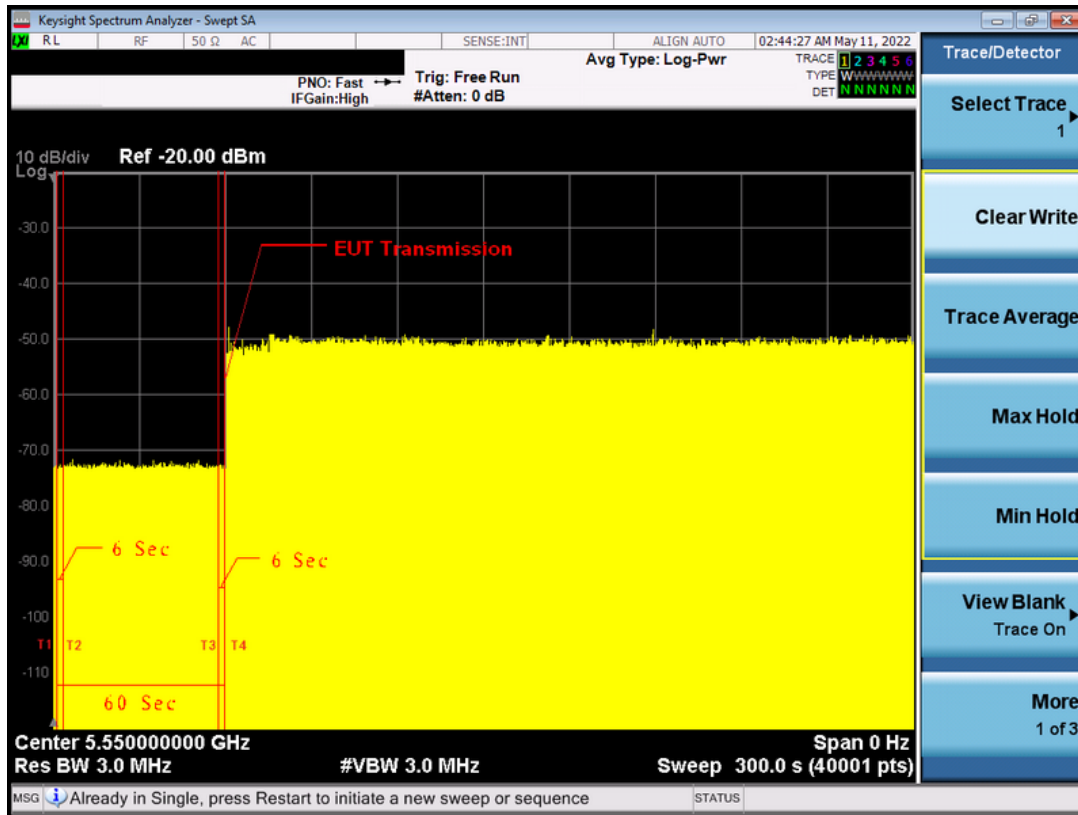 Keysight Spectrum Analyzer - Swept SA
LXI RL RF 50 Ω AC SENSE:INT ALIGN AUTO 02:44:27 AM May 11, 2022
Avg Type: Log-Pwr TRACE 1 2 3 4 5 6
PNO: Fast Trig: Free Run TYPE WWWWWW
IFGain:High #Atten: 0 dB DET N N N N N N
10 dB/div Ref -20.00 dBm
Log
-30.0
EUT Transmission
-40.0
-50.0
-60.0
-70.0
-80.0
6 Sec
-90.0
6 Sec
-100
T1 T2 T3 T4
-110
60 Sec
Center 5.550000000 GHz Span 0 Hz
Res BW 3.0 MHz #VBW 3.0 MHz Sweep 300.0 s (40001 pts)
MSG Already in Single, press Restart to initiate a new sweep or sequence STATUS
Trace/Detector
Select Trace
1
Clear Write
Trace Average
Max Hold
Min Hold
View Blank
Trace On
More
1 of 3